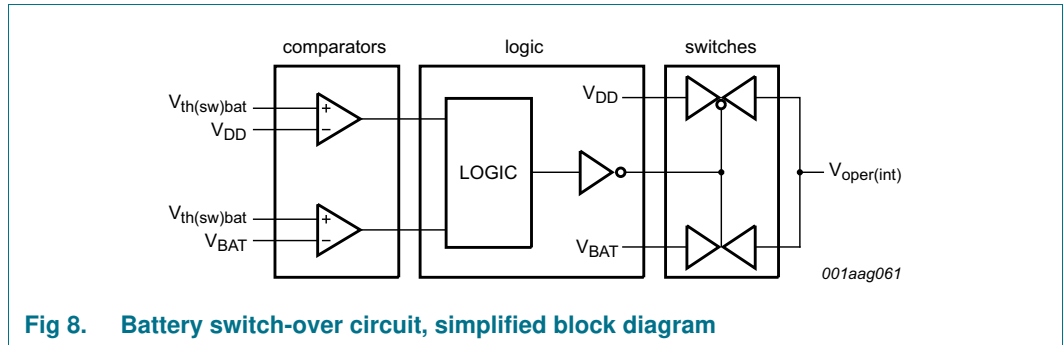 comparators logic switches
Vth(sw)bat
VDD
VDD
LOGIC
Voper(int)
Vth(sw)bat
VBAT
VBAT
001aag061
Fig 8. Battery switch-over circuit, simplified block diagram